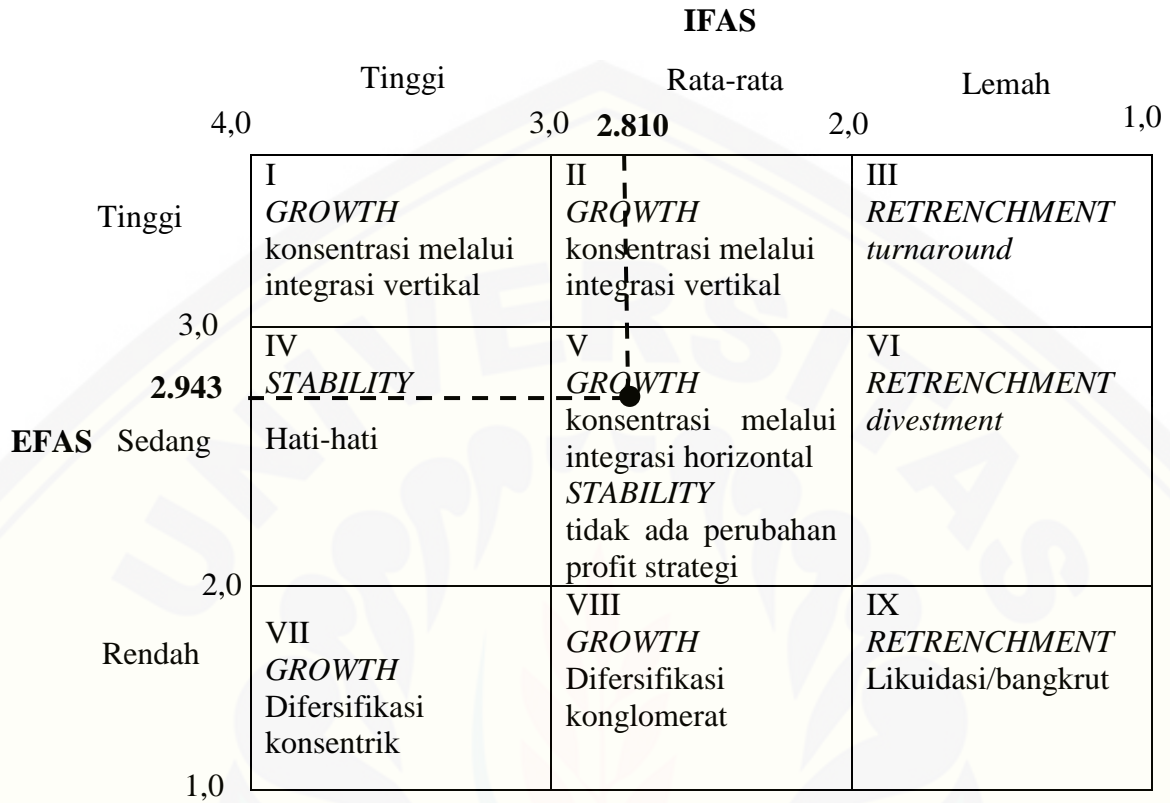 IFAS
Tinggi Rata-rata Lemah
4,0 3,0 2.810 2,0 1,0
Tinggi
I
GROWTH
konsentrasi melalui
integrasi vertikal
II
GROWTH
konsentrasi melalui
integrasi vertikal
III
RETRENCHMENT
turnaround
3,0
2.943
EFAS Sedang
IV
STABILITY
Hati-hati
V
GROWTH
konsentrasi melalui
integrasi horizontal
STABILITY
tidak ada perubahan
profit strategi
VI
RETRENCHMENT
divestment
2,0
Rendah
VII
GROWTH
Difersifikasi
konsentrik
VIII
GROWTH
Difersifikasi
konglomerat
IX
RETRENCHMENT
Likuidasi/bangkrut
1,0
UNIVERSITAS